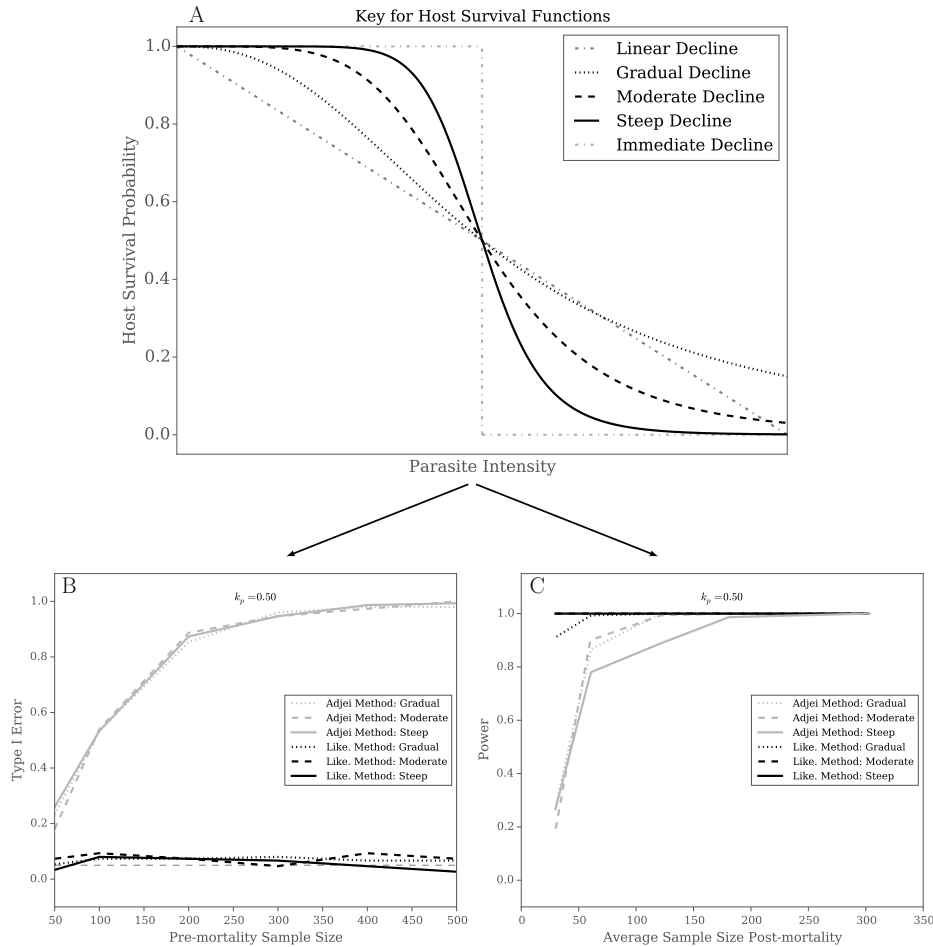 A
Key for Host Survival Functions
1.0
0.8
0.6
0.4
0.2
0.0
Host Survival Probability
Linear Decline
Gradual Decline
Moderate Decline
Steep Decline
Immediate Decline
Parasite Intensity
B
k_p = 0.50
1.0
0.8
0.6
0.4
0.2
0.0
Type I Error
Adjei Method: Gradual
Adjei Method: Moderate
Adjei Method: Steep
Like. Method: Gradual
Like. Method: Moderate
Like. Method: Steep
50 100 150 200 250 300 350 400 450 500
Pre-mortality Sample Size
C
k_p = 0.50
1.0
0.8
0.6
0.4
0.2
0.0
Power
Adjei Method: Gradual
Adjei Method: Moderate
Adjei Method: Steep
Like. Method: Gradual
Like. Method: Moderate
Like. Method: Steep
0 50 100 150 200 250 300 350
Average Sample Size Post-mortality